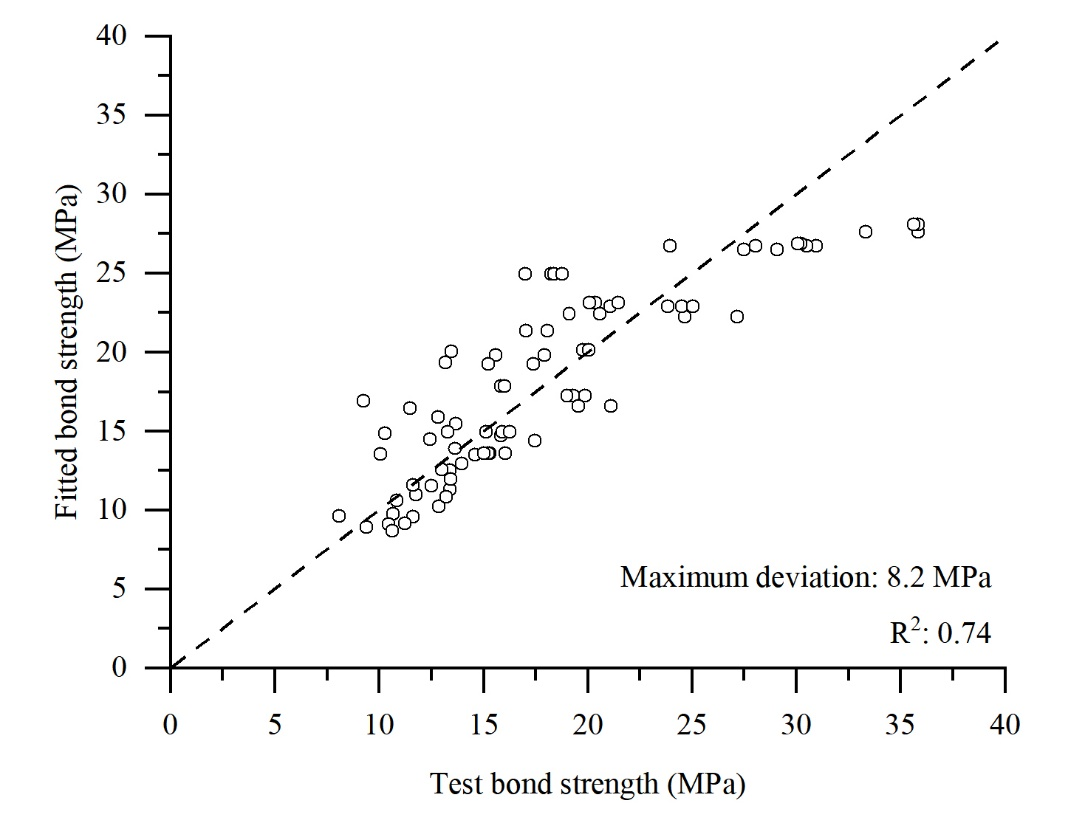 40
35
30
25
20
15
10
5
0
Fitted bond strength (MPa)
Maximum deviation: 8.2 MPa
R²: 0.74
0 5 10 15 20 25 30 35 40
Test bond strength (MPa)